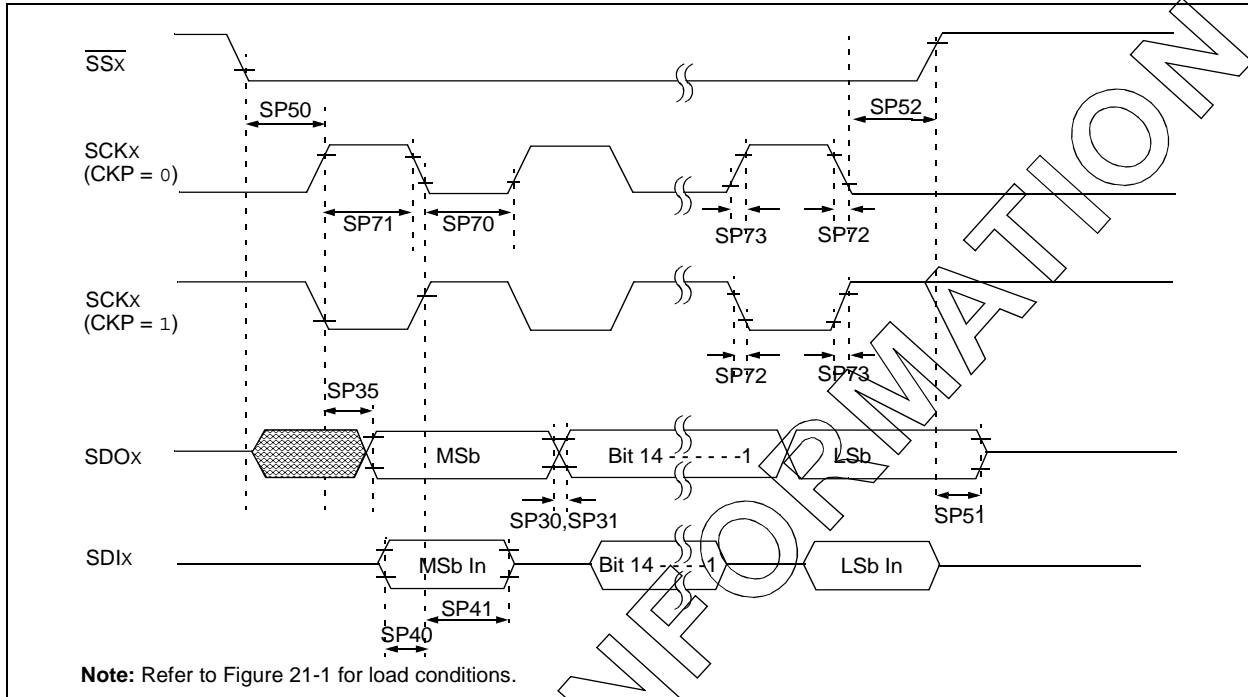 SSX
SP50
SP52
SCKX
(CKP = 0)
SP71
SP70
SP73
SP72
SCKX
(CKP = 1)
SP72
SP73
SP35
SDOX
MSb
Bit 14 - - - - - -1
LSb
SP30,SP31
SP51
SDIX
MSb In
Bit 14 - - - -1
LSb In
SP41
SP40
Note: Refer to Figure 21-1 for load conditions.
NFORMATION